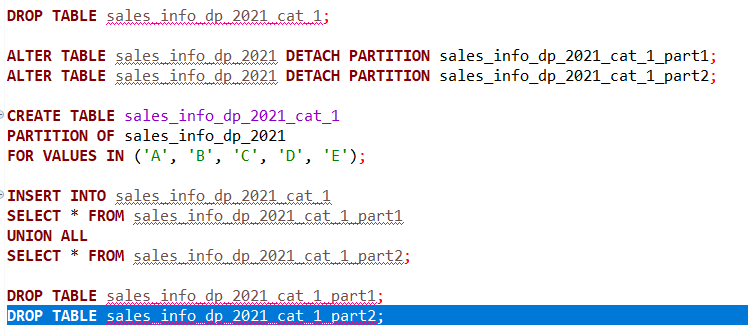 DROP TABLE sales_info_dp_2021_cat_1;
ALTER TABLE sales_info_dp_2021 DETACH PARTITION sales_info_dp_2021_cat_1_part1;
ALTER TABLE sales_info_dp_2021 DETACH PARTITION sales_info_dp_2021_cat_1_part2;
CREATE TABLE sales_info_dp_2021_cat_1
PARTITION OF sales_info_dp_2021
FOR VALUES IN ('A', 'B', 'C', 'D', 'E');
INSERT INTO sales_info_dp_2021_cat_1
SELECT * FROM sales_info_dp_2021_cat_1_part1
UNION ALL
SELECT * FROM sales_info_dp_2021_cat_1_part2;
DROP TABLE sales_info_dp_2021_cat_1_part1;
DROP TABLE sales_info_dp_2021_cat_1_part2;